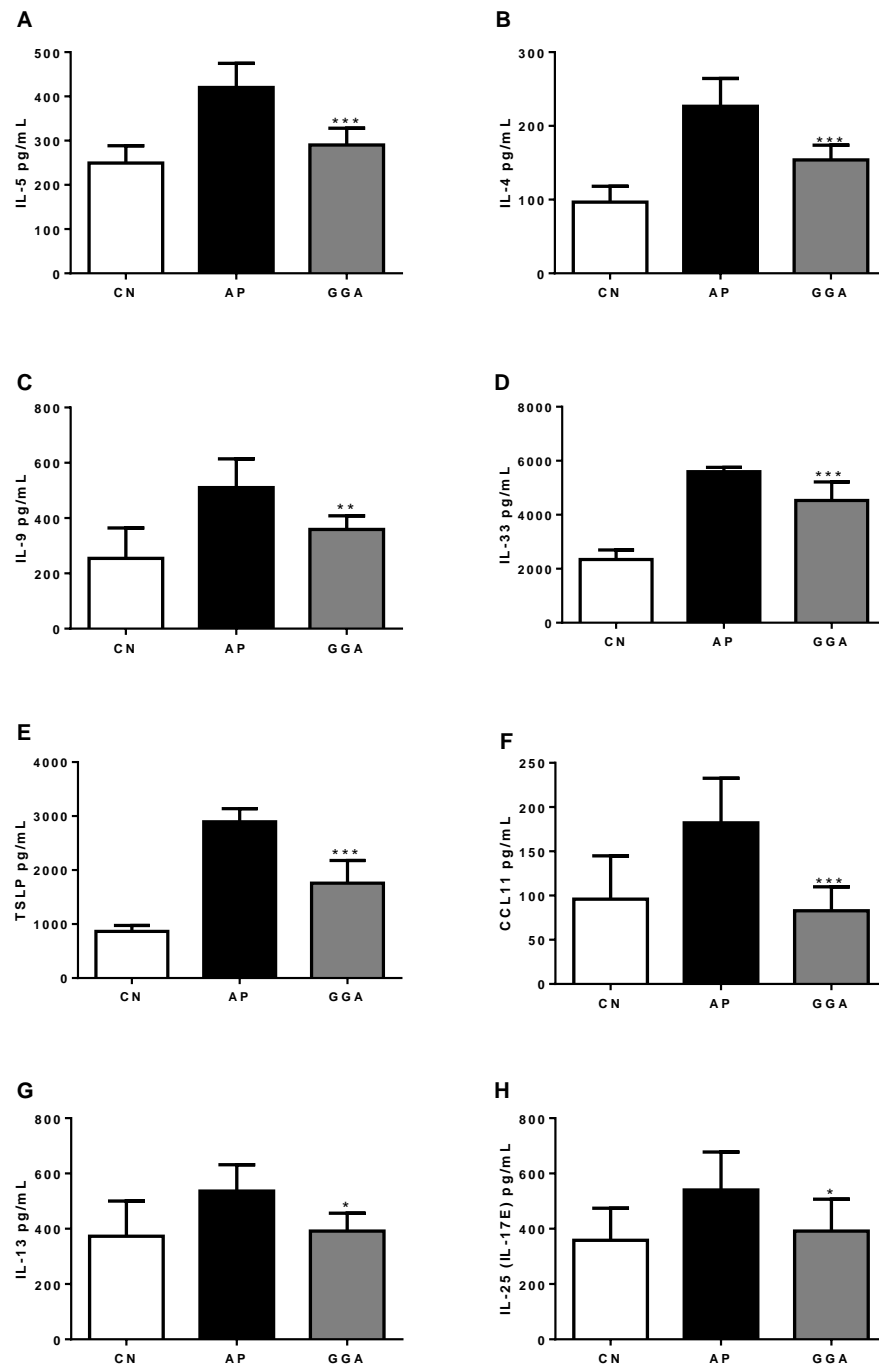 A
IL-5 pg/mL
500
400
300
200
100
0
***
CN AP GGA
B
IL-4 pg/mL
300
200
100
0
***
CN AP GGA
C
IL-9 pg/mL
800
600
400
200
0
**
CN AP GGA
D
IL-33 pg/mL
8000
6000
4000
2000
0
***
CN AP GGA
E
TSLP pg/mL
4000
3000
2000
1000
0
***
CN AP GGA
F
CCL11 pg/mL
250
200
150
100
50
0
***
CN AP GGA
G
IL-13 pg/mL
800
600
400
200
0
*
CN AP GGA
H
IL-25 (IL-17E) pg/mL
800
600
400
200
0
*
CN AP GGA